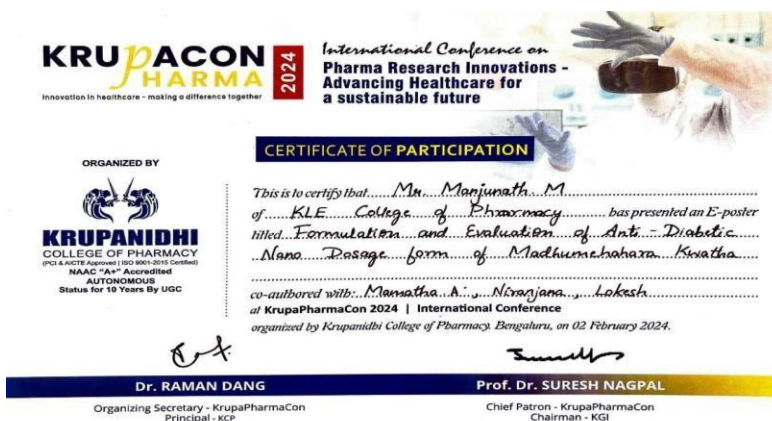 KRUPACON
PHARMA
2024
Innovation in healthcare - making a difference together
International Conference on
Pharma Research Innovations -
Advancing Healthcare for
a sustainable future
CERTIFICATE OF PARTICIPATION
ORGANIZED BY
KRUPANIDHI
COLLEGE OF PHARMACY
(PCI & AICTE Approved | ISO 9001-2015 Certified)
NAAC "A+" Accredited
AUTONOMOUS
Status for 10 Years By UGC
This is to certify that Mr. Manjunath M
of KLE College of Pharmacy has presented an E-poster
titled Formulation and Evaluation of Anti-Diabetic
Nano Dosage form of Madhumehahara Kwatha
co-authored with: Mamatha A, Niranjana, Lokesh
at KrupaPharmaCon 2024 | International Conference
organized by Krupanidhi College of Pharmacy, Bengaluru, on 02 February 2024.
Dr. RAMAN DANG
Organizing Secretary - KrupaPharmaCon
Principal - KCP
Prof. Dr. SURESH NAGPAL
Chief Patron - KrupaPharmaCon
Chairman - KGI